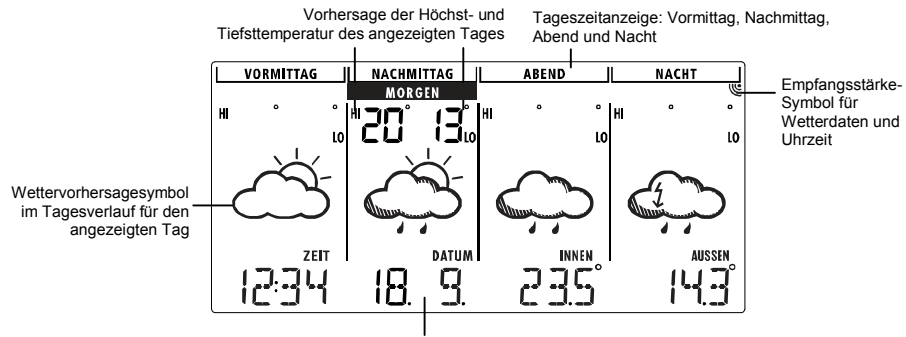 Vorhersage der Höchst- und
Tiefsttemperatur des angezeigten Tages
Tageszeitanzeige: Vormittag, Nachmittag,
Abend und Nacht
VORMITTAG
NACHMITTAG
ABEND
NACHT
MORGEN
HI ° ° LO
HI 20° 13° LO
HI ° ° LO
HI ° ° LO
Empfangsstärke-
Symbol für
Wetterdaten und
Uhrzeit
Wettervorhersagesymbol
im Tagesverlauf für den
angezeigten Tag
ZEIT
12:34
DATUM
18. 9.
INNEN
23.5°
AUSSEN
14.3°